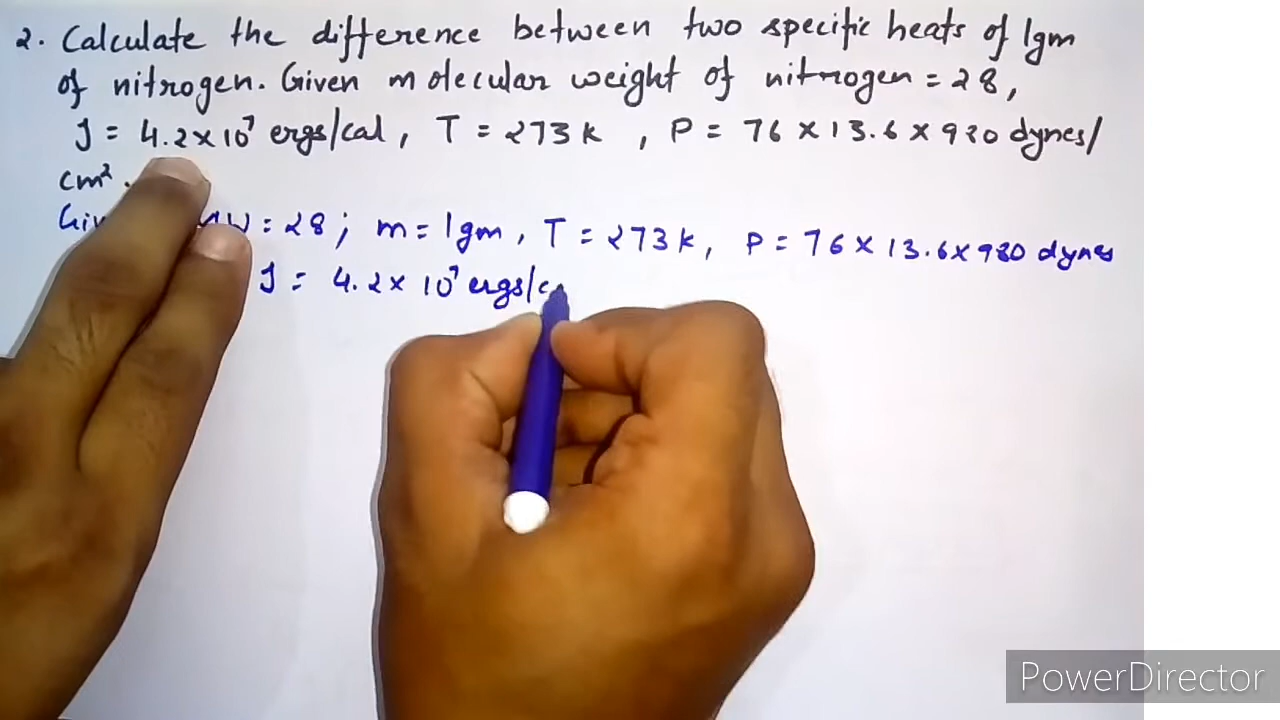 2. Calculate the difference between two specific heats of 1gm
of nitrogen. Given molecular weight of nitrogen = 28,
J = 4.2 × 10⁷ ergs/cal, T = 273 K, P = 76 × 13.6 × 980 dynes/
cm².
= 28; m = 1gm, T = 273 K, P = 76 × 13.6 × 980 dynes
J = 4.2 × 10⁷ ergs/c
PowerDirector